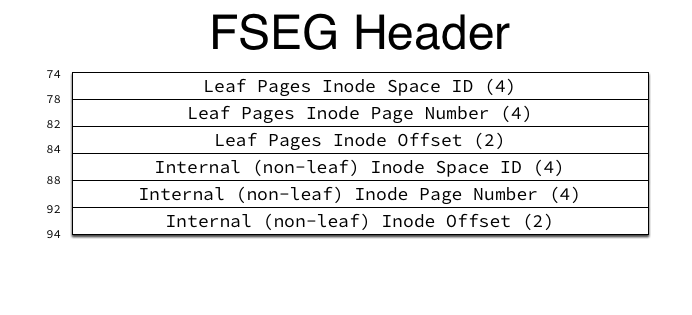 FSEG Header
74
Leaf Pages Inode Space ID (4)
78
Leaf Pages Inode Page Number (4)
82
Leaf Pages Inode Offset (2)
84
Internal (non-leaf) Inode Space ID (4)
88
Internal (non-leaf) Inode Page Number (4)
92
Internal (non-leaf) Inode Offset (2)
94